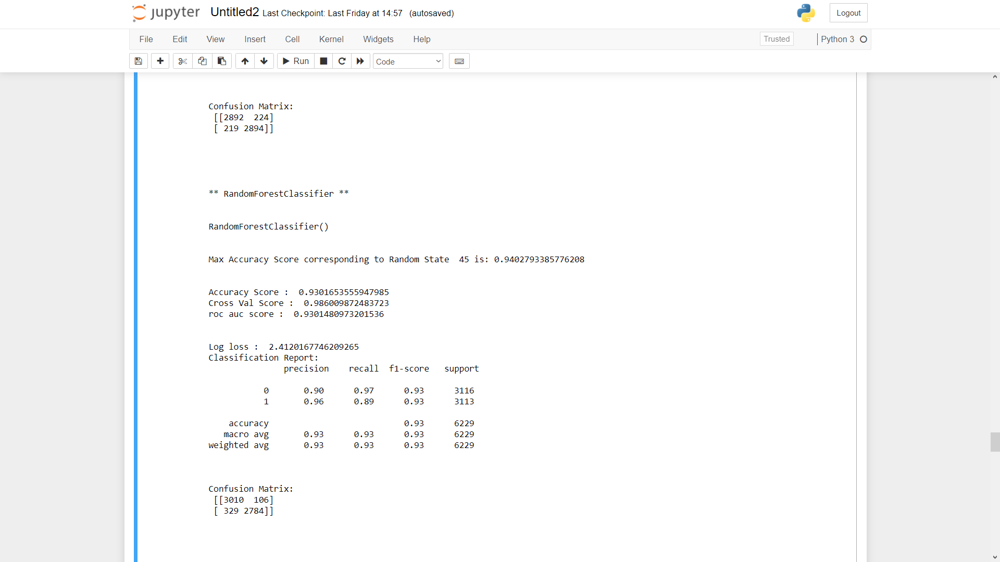 jupyter Untitled2 Last Checkpoint: Last Friday at 14:57 (autosaved) Logout
File Edit View Insert Cell Kernel Widgets Help Trusted Python 3
Run Code
Confusion Matrix:
[[2892  224]
[ 219 2894]]
** RandomForestClassifier **
RandomForestClassifier()
Max Accuracy Score corresponding to Random State  45 is: 0.9402793385776208
Accuracy Score :  0.9301653555947985
Cross Val Score :  0.986009872483723
roc auc score :  0.9301480973201536
Log loss :  2.4120167746209265
Classification Report:
precision    recall  f1-score   support
0       0.90      0.97      0.93      3116
1       0.96      0.89      0.93      3113
accuracy                           0.93      6229
macro avg       0.93      0.93      0.93      6229
weighted avg       0.93      0.93      0.93      6229
Confusion Matrix:
[[3010  106]
[ 329 2784]]